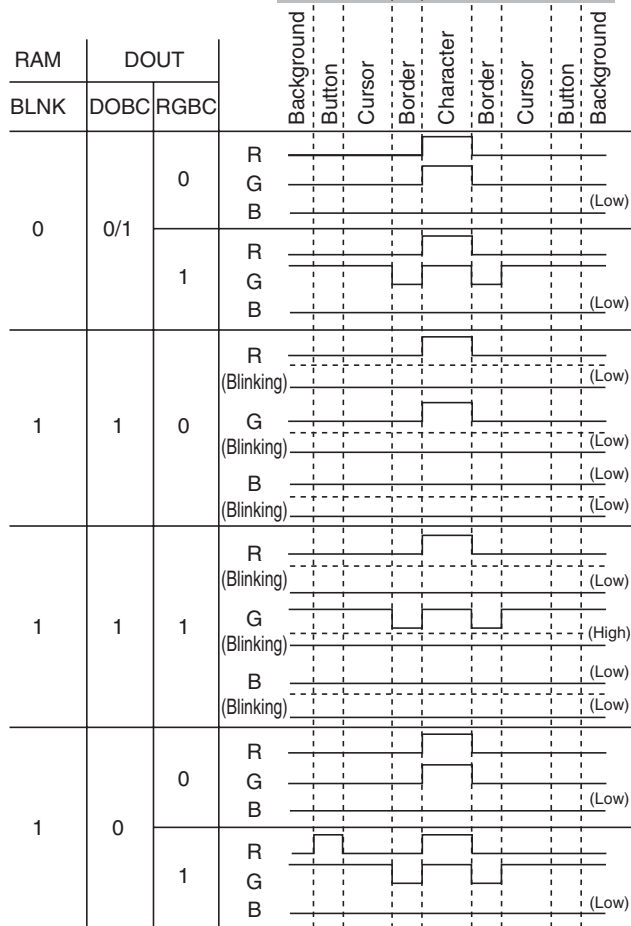 RAM DOUT
BLNK DOBC RGBC
Background Button Cursor Border Character Border Cursor Button Background
0 0/1 0
R
G
B (Low)
1
R
G
B (Low)
1 1 0
R
(Blinking) (Low)
G
(Blinking) (Low)
B (Low)
(Blinking) (Low)
1 1 1
R
(Blinking) (Low)
G
(Blinking) (High)
B (Low)
(Blinking) (Low)
1 0 0
R
G
B (Low)
1
R
G
B (Low)